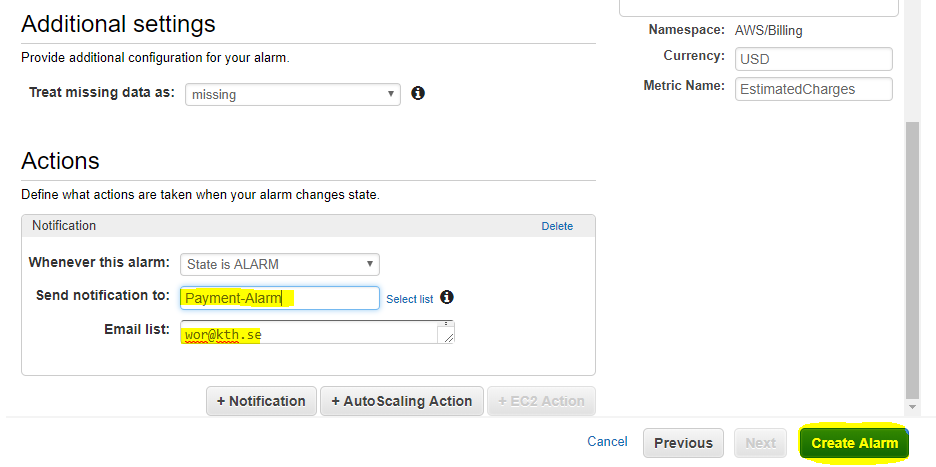 Additional settings
Provide additional configuration for your alarm.
Treat missing data as: missing
Actions
Define what actions are taken when your alarm changes state.
Notification Delete
Whenever this alarm: State is ALARM
Send notification to: Payment-Alarm Select list
Email list: wor@kth.se
+ Notification + AutoScaling Action + EC2 Action
Namespace: AWS/Billing
Currency: USD
Metric Name: EstimatedCharges
Cancel Previous Next Create Alarm